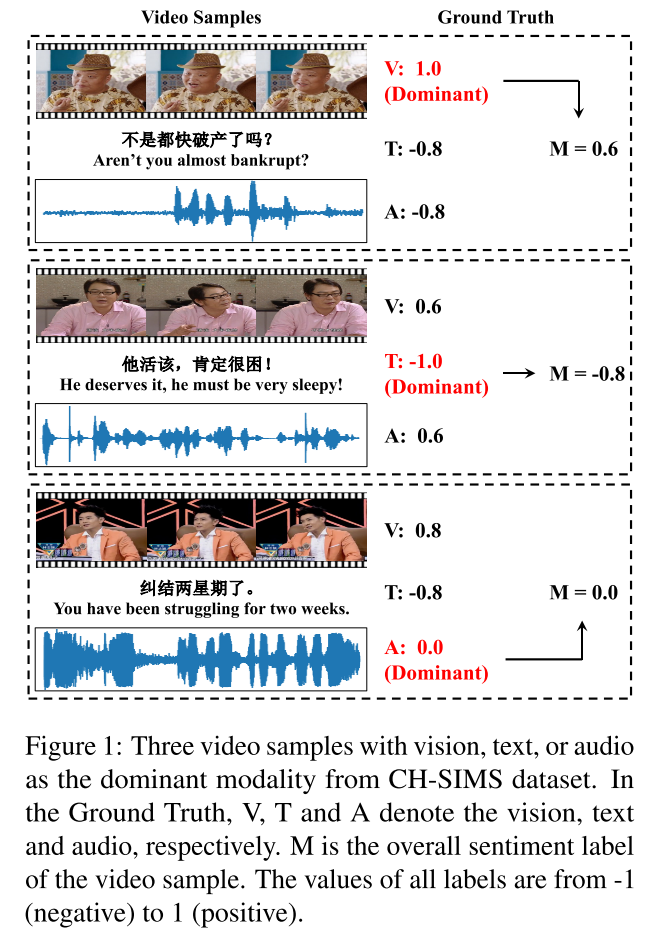 Video Samples
Ground Truth
不是都快破产了吗？
Aren't you almost bankrupt?
V: 1.0
(Dominant)
T: -0.8
A: -0.8
M = 0.6
他活该，肯定很困！
He deserves it, he must be very sleepy!
V: 0.6
T: -1.0
(Dominant)
A: 0.6
M = -0.8
纠结两星期了。
You have been struggling for two weeks.
V: 0.8
T: -0.8
A: 0.0
(Dominant)
M = 0.0
Figure 1: Three video samples with vision, text, or audio
as the dominant modality from CH-SIMS dataset. In
the Ground Truth, V, T and A denote the vision, text
and audio, respectively. M is the overall sentiment label
of the video sample. The values of all labels are from -1
(negative) to 1 (positive).